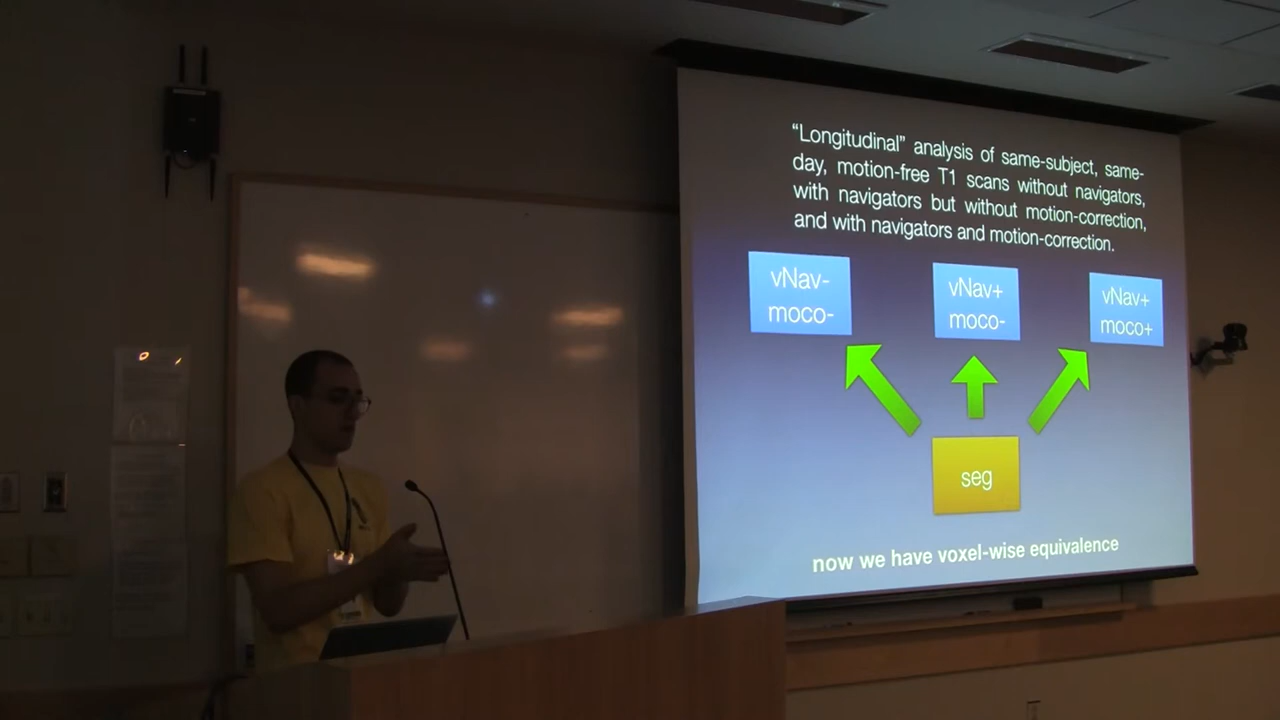 “Longitudinal” analysis of same-subject, same-
day, motion-free T1 scans without navigators,
with navigators but without motion-correction,
and with navigators and motion-correction.
vNav-
moco-
vNav+
moco-
vNav+
moco+
seg
now we have voxel-wise equivalence